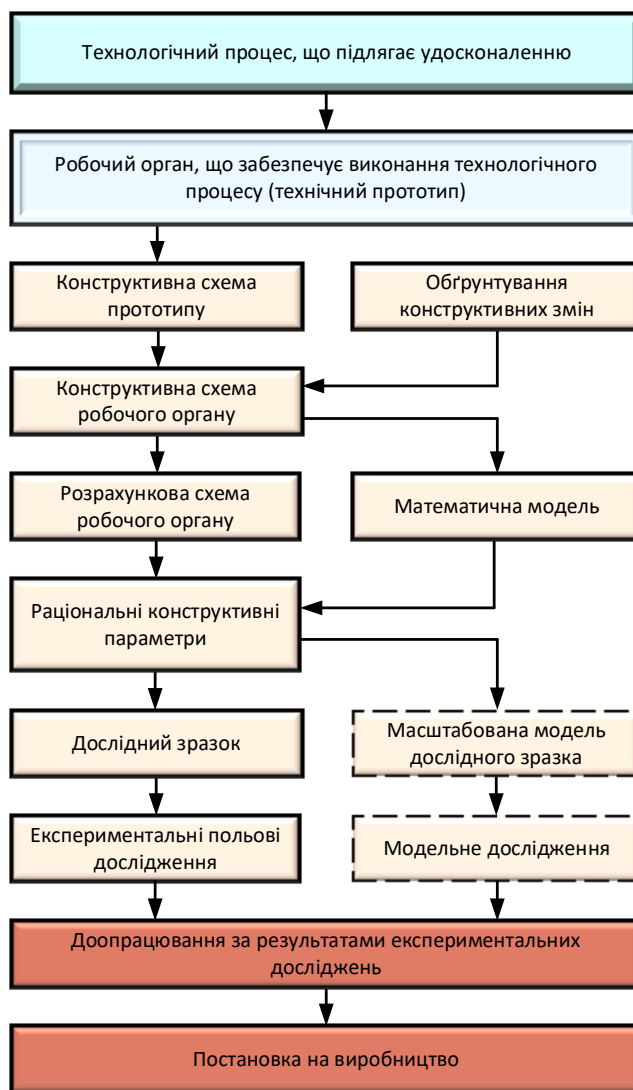 Технологічний процес, що підлягає удосконаленню
Робочий орган, що забезпечує виконання технологічного
процесу (технічний прототип)
Конструктивна схема
прототипу
Обґрунтування
конструктивних змін
Конструктивна схема
робочого органу
Розрахункова схема
робочого органу
Математична модель
Раціональні конструктивні
параметри
Дослідний зразок
Масштабована модель
дослідного зразка
Експериментальні польові
дослідження
Модельне дослідження
Доопрацювання за результатами експериментальних
досліджень
Постановка на виробництво